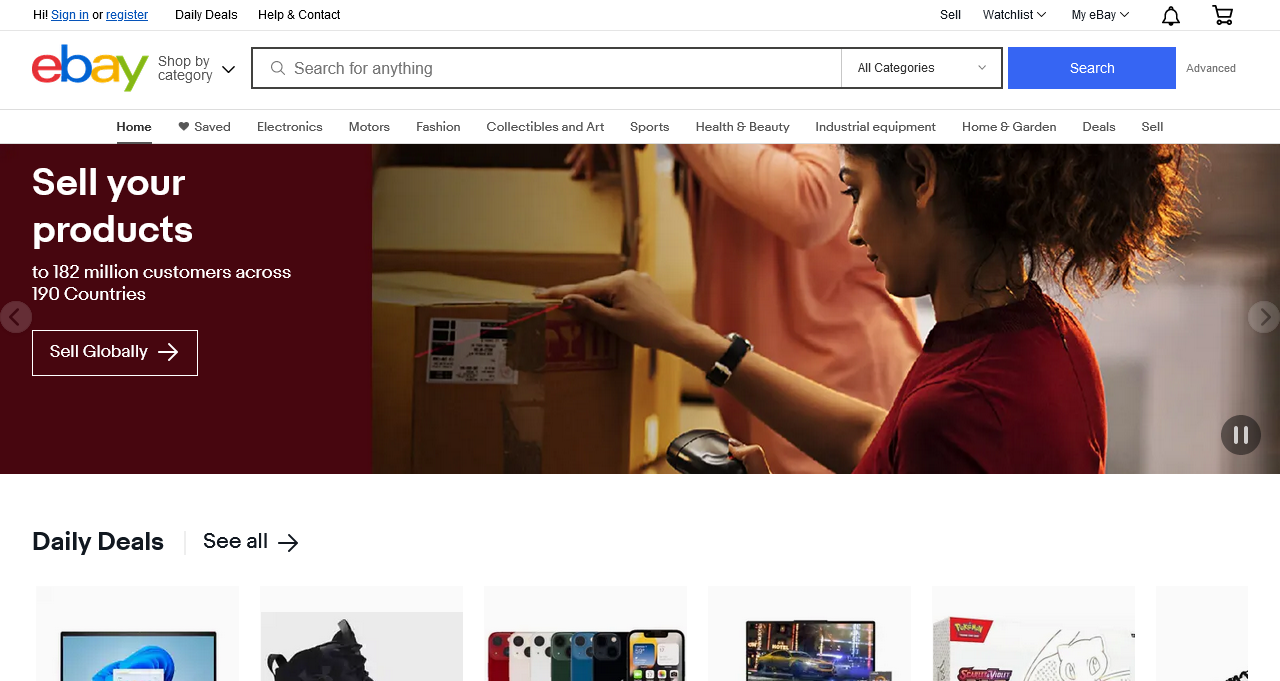 Hi! Sign in or register Daily Deals Help & Contact Sell Watchlist My eBay
ebay Shop by category Search for anything All Categories Search Advanced
Home Saved Electronics Motors Fashion Collectibles and Art Sports Health & Beauty Industrial equipment Home & Garden Deals Sell
Sell your
products
to 182 million customers across
190 Countries
Sell Globally
Daily Deals See all
POKÉMON
SCARLET & VIOLET